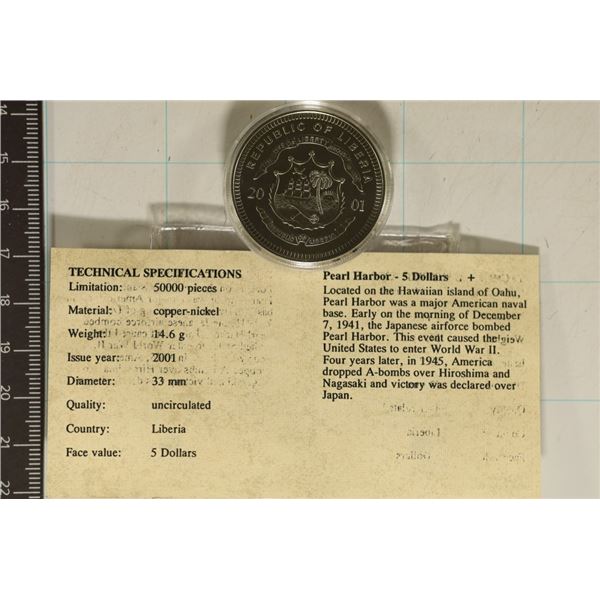 REPUBLIC OF LIBERIA
20 01
14
15
16
17
18
19
20
21
22
TECHNICAL SPECIFICATIONS
Limitation: 50000 pieces
Material: copper-nickel
Weight: 14.6 g
Issue year: 2001
Diameter: 33 mm
Quality: uncirculated
Country: Liberia
Face value: 5 Dollars
Pearl Harbor - 5 Dollars
Located on the Hawaiian island of Oahu,
Pearl Harbor was a major American naval
base. Early on the morning of December
7, 1941, the Japanese airforce bombed
Pearl Harbor. This event caused the
United States to enter World War II.
Four years later, in 1945, America
dropped A-bombs over Hiroshima and
Nagasaki and victory was declared over
Japan.